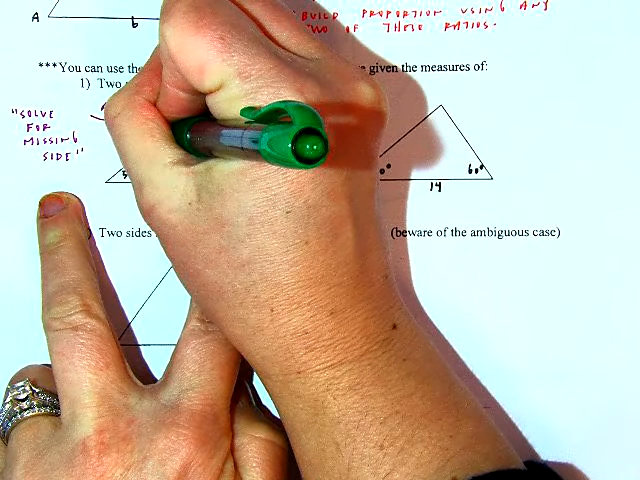 A
b
BUILD PROPORTION USING ANY
TWO OF THESE RATIOS.
***You can use the
given the measures of:
1) Two
"SOLVE
FOR
MISSING
SIDE"
60°
14
Two sides
(beware of the ambiguous case)